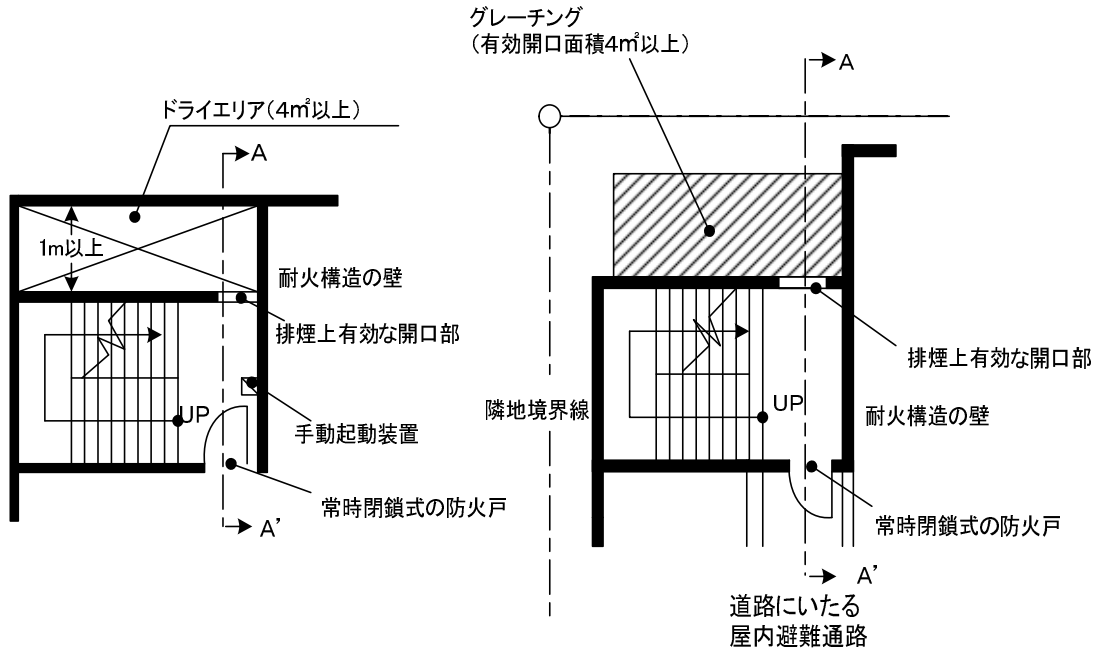 ドライエリア（4㎡以上）
A
1m以上
耐火構造の壁
排煙上有効な開口部
UP
手動起動装置
常時閉鎖式の防火戸
A’
グレーチング
（有効開口面積4㎡以上）
A
排煙上有効な開口部
隣地境界線
UP
耐火構造の壁
常時閉鎖式の防火戸
A’
道路にいたる
屋内避難通路